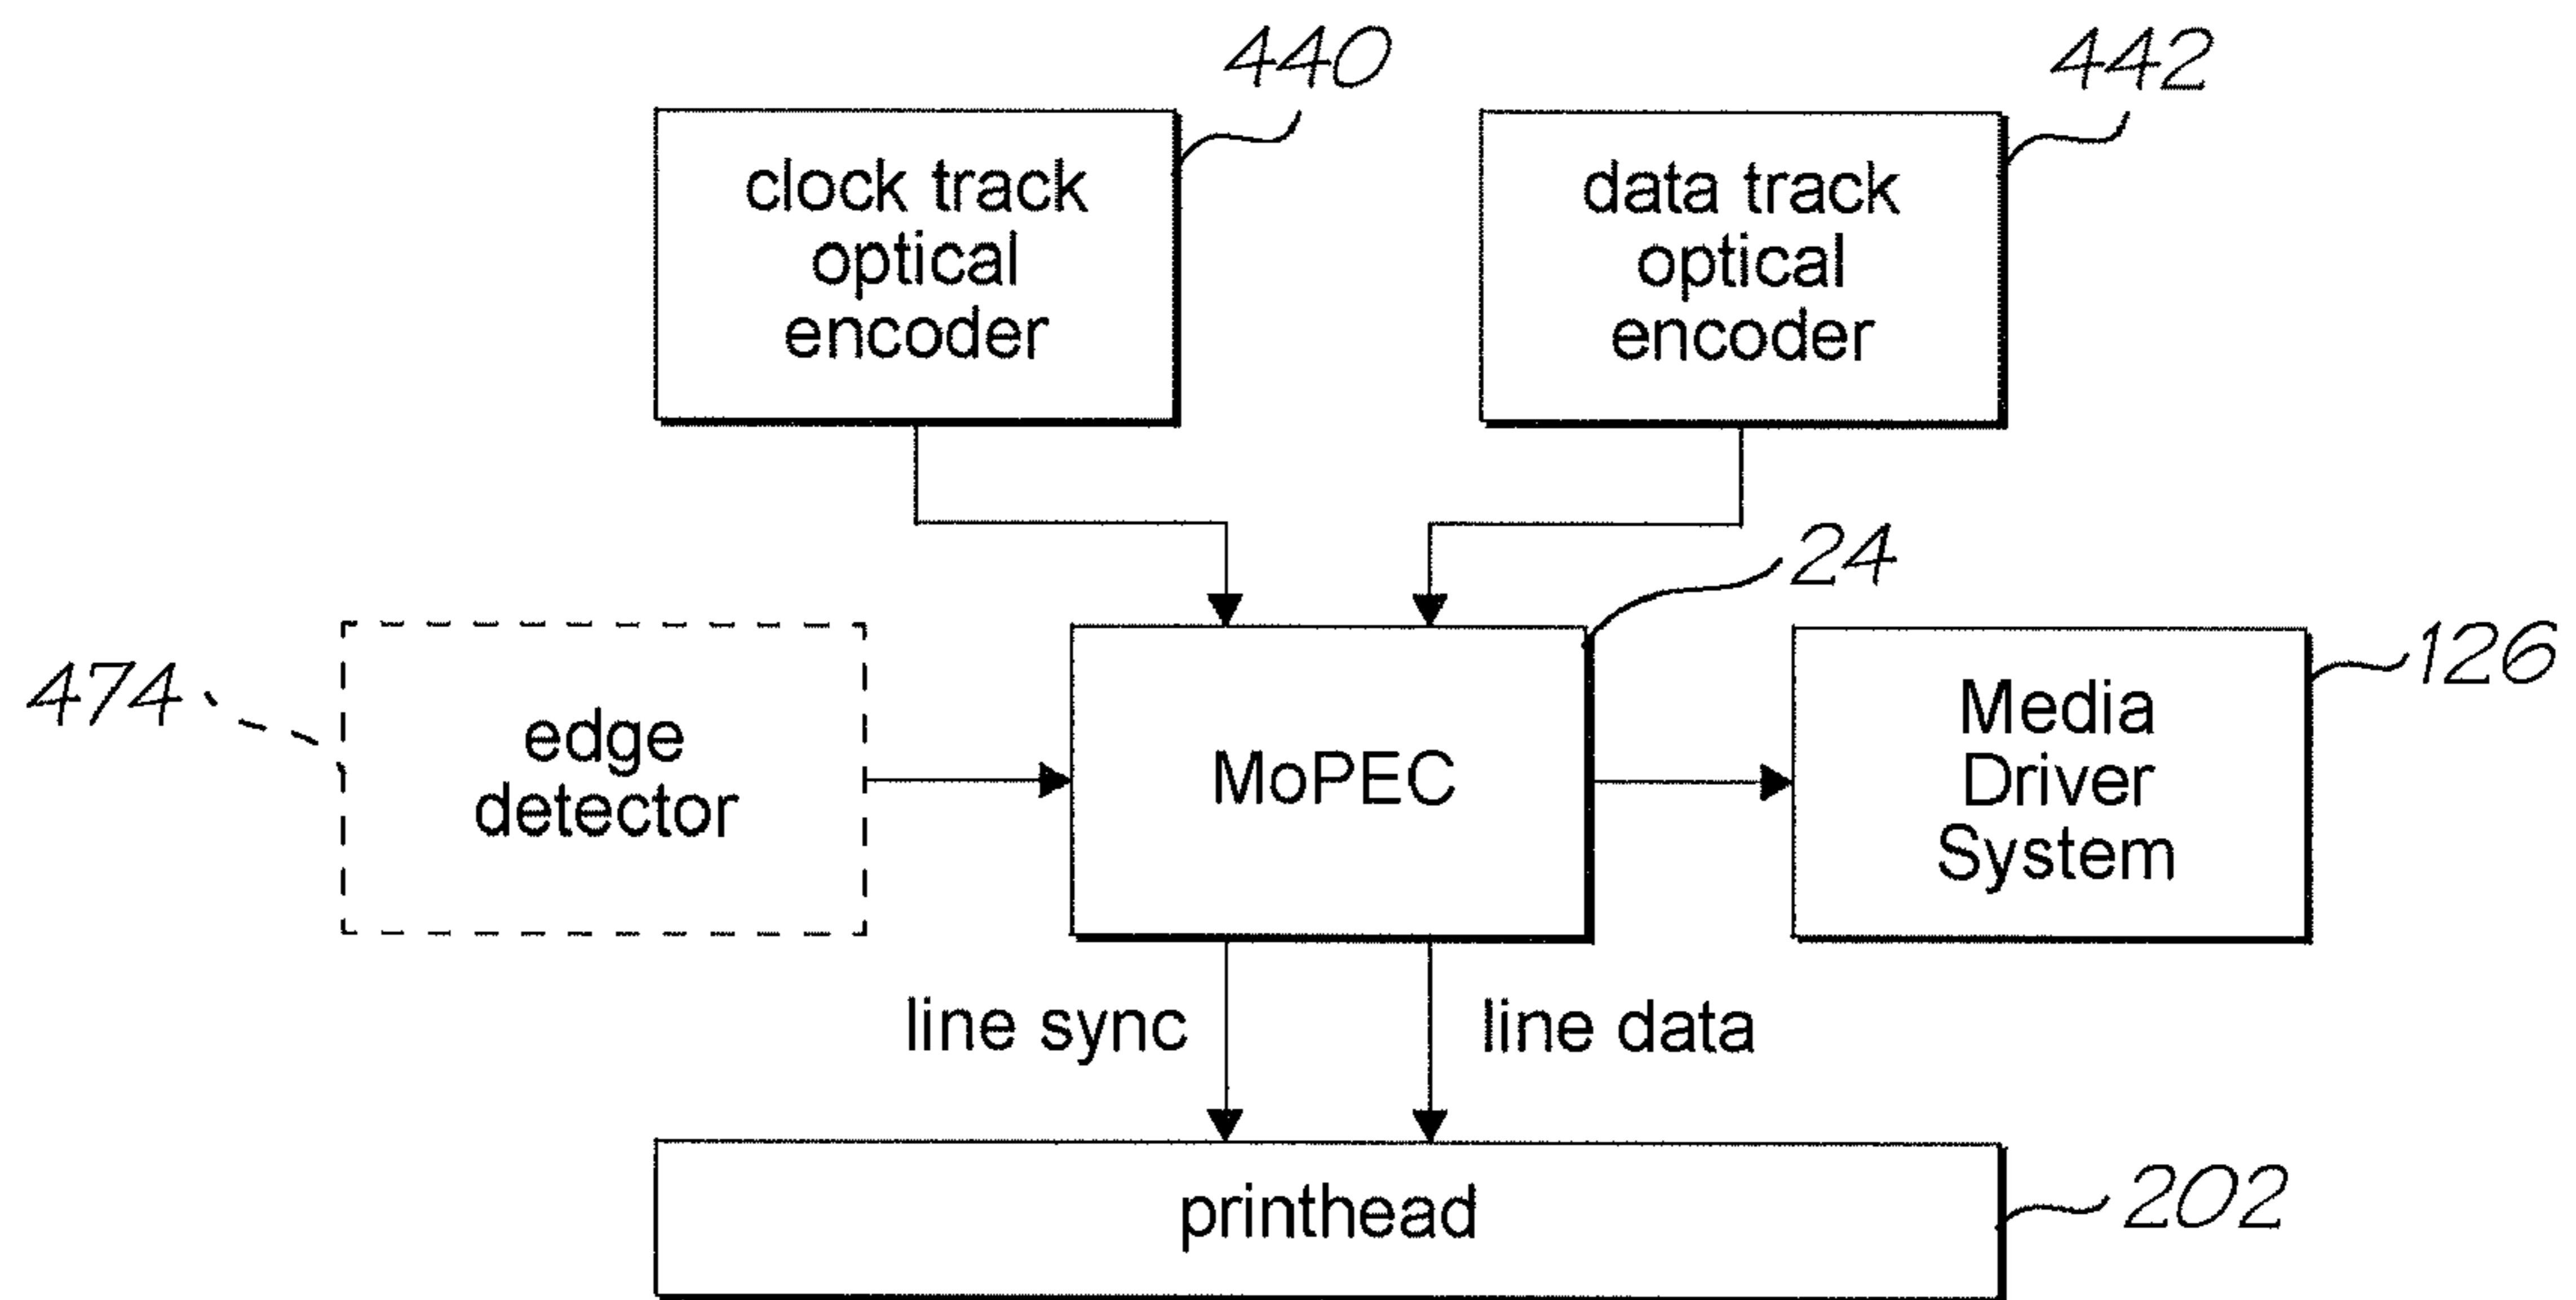 440
442
clock track
optical
encoder
data track
optical
encoder
24
474
edge
detector
MoPEC
Media
Driver
System
126
line sync
line data
printhead
202